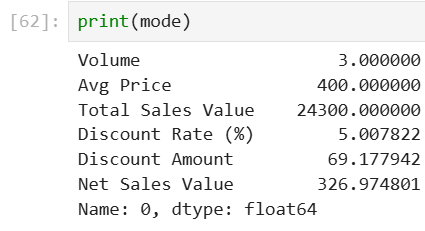 [62]: print(mode)
Volume 3.000000
Avg Price 400.000000
Total Sales Value 24300.000000
Discount Rate (%) 5.007822
Discount Amount 69.177942
Net Sales Value 326.974801
Name: 0, dtype: float64